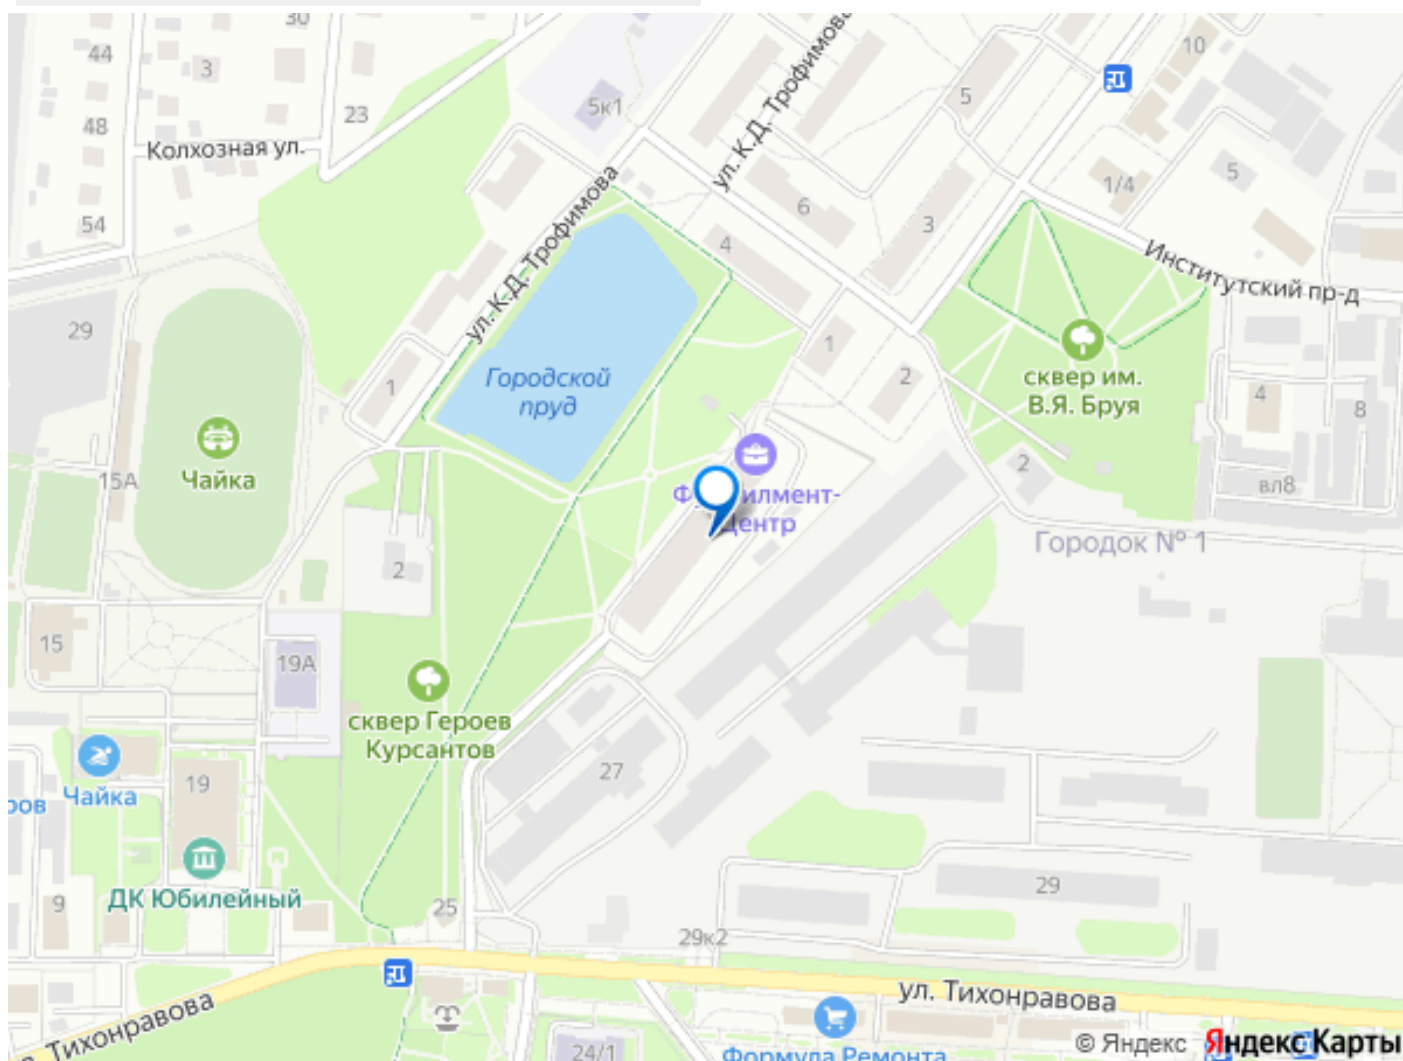 30
44
3
10
5
5к1
23
48
Колхозная ул.
ул. К.Д. Трофимова
5
1/4
54
6
3
4
ул. К.Д. Трофимова
Институтский пр-д
29
1
сквер им.
В.Я. Бруя
Городской
пруд
1
2
4
8
Чайка
15А
2
вл8
центр
Городок № 1
2
15
19А
сквер Героев
Курсантов
27
19
Чайка
ДК Юбилейный
29
9
25
29к2
ул. Тихонравова
Тихонравова
24/1
Формула Ремонта
© Яндекс Яндекс Карты